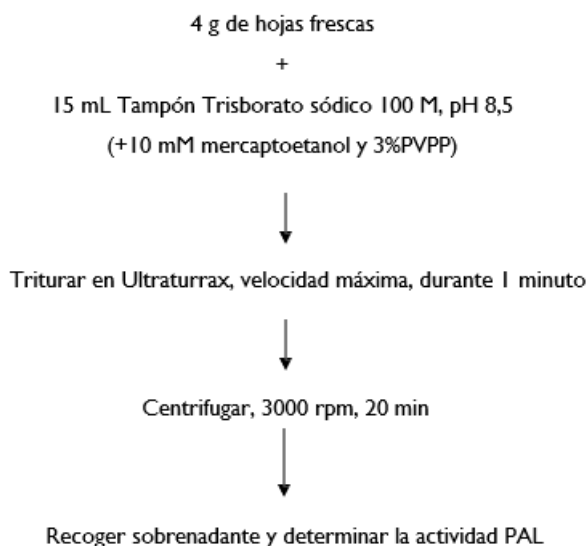 4 g de hojas frescas
+
15 mL Tampón Trisborato sódico 100 M, pH 8,5
(+10 mM mercaptoetanol y 3%PVPP)
Triturar en Ultraturrax, velocidad máxima, durante 1 minuto
Centrifugar, 3000 rpm, 20 min
Recoger sobrenadante y determinar la actividad PAL